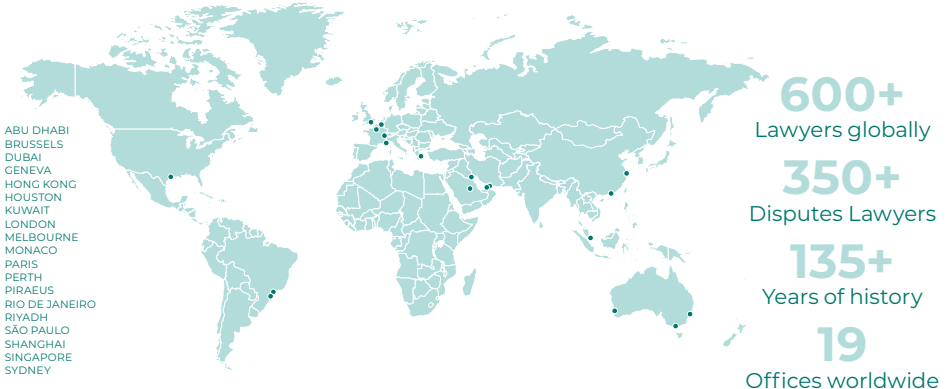 ABU DHABI
BRUSSELS
DUBAI
GENEVA
HONG KONG
HOUSTON
KUWAIT
LONDON
MELBOURNE
MONACO
PARIS
PERTH
PIRAEUS
RIO DE JANEIRO
RIYADH
SÃO PAULO
SHANGHAI
SINGAPORE
SYDNEY
600+
Lawyers globally
350+
Disputes Lawyers
135+
Years of history
19
Offices worldwide